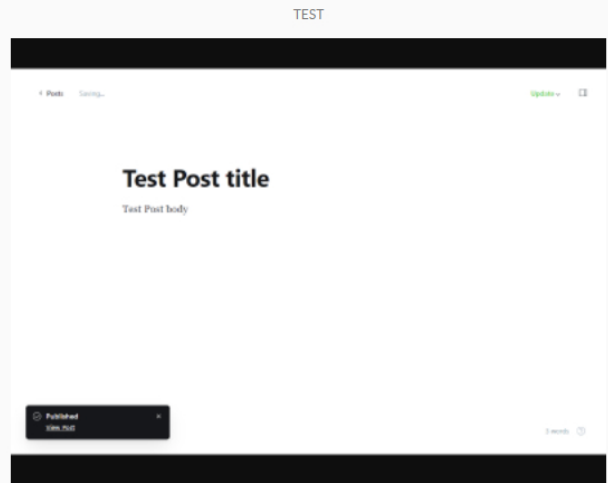 TEST
Posts Saving...
Update
Test Post title
Test Post body
Published
View Post
3 words